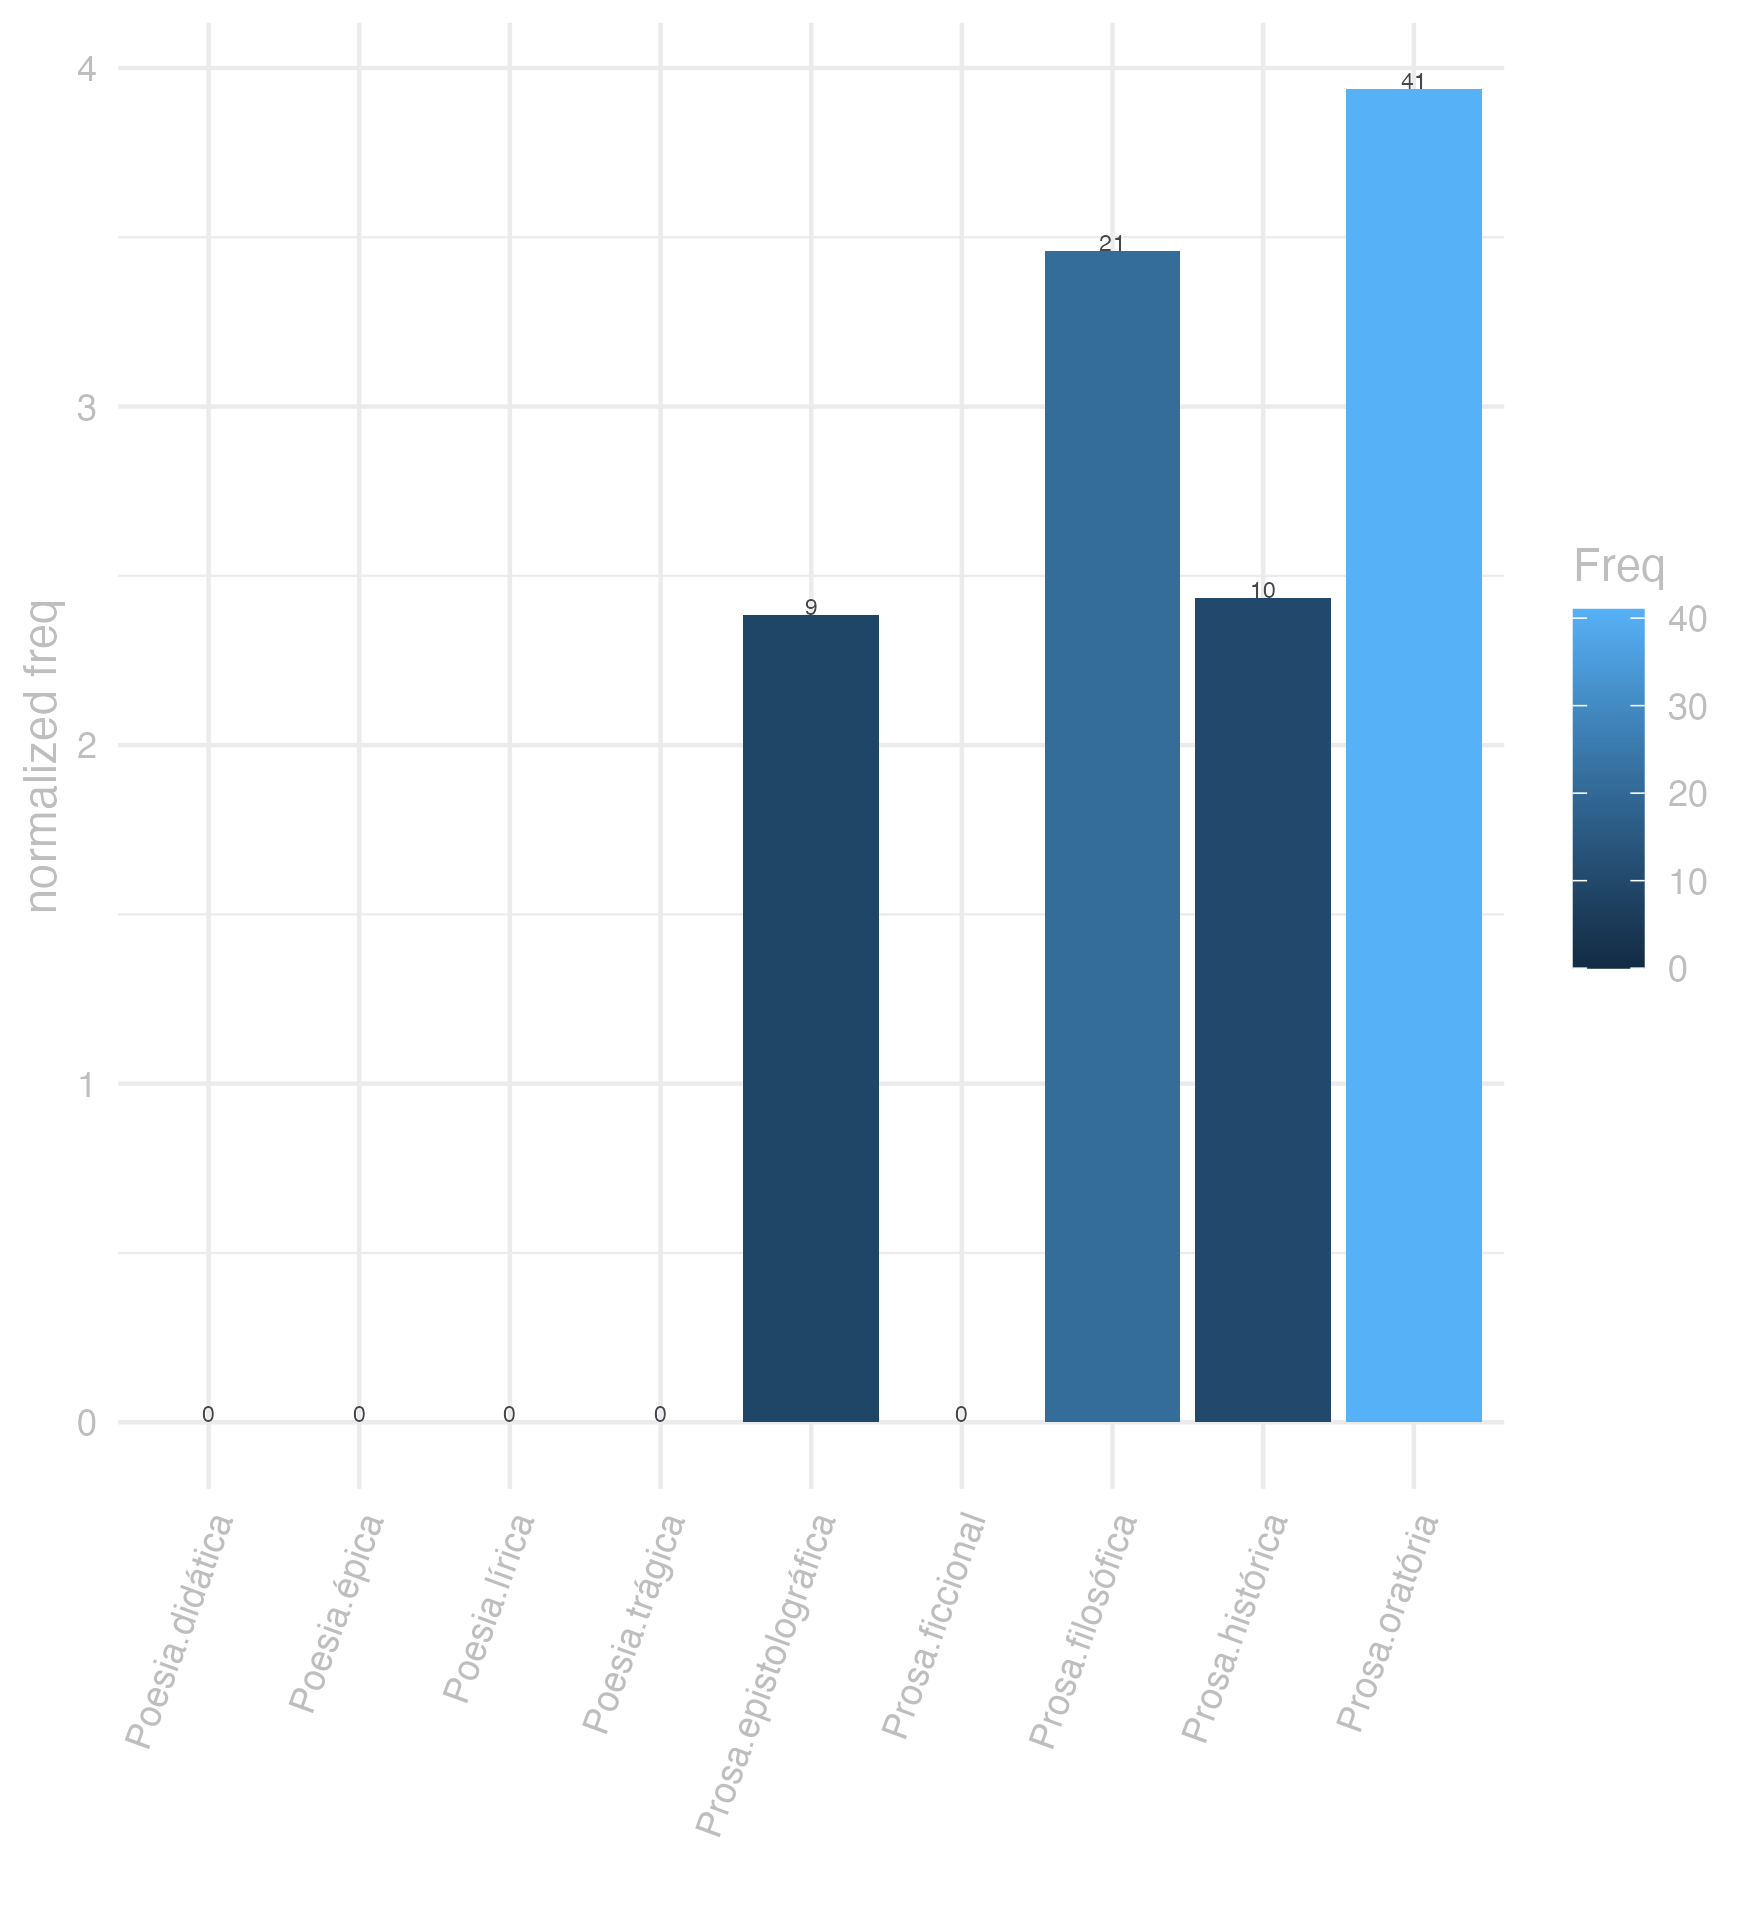 4
3
2
1
0
normalized freq
0
0
0
0
9
0
21
10
41
Poesia.didática
Poesia.épica
Poesia.lírica
Poesia.trágica
Prosa.epistolográfica
Prosa.ficcional
Prosa.filosófica
Prosa.histórica
Prosa.oratória
Freq
40
30
20
10
0